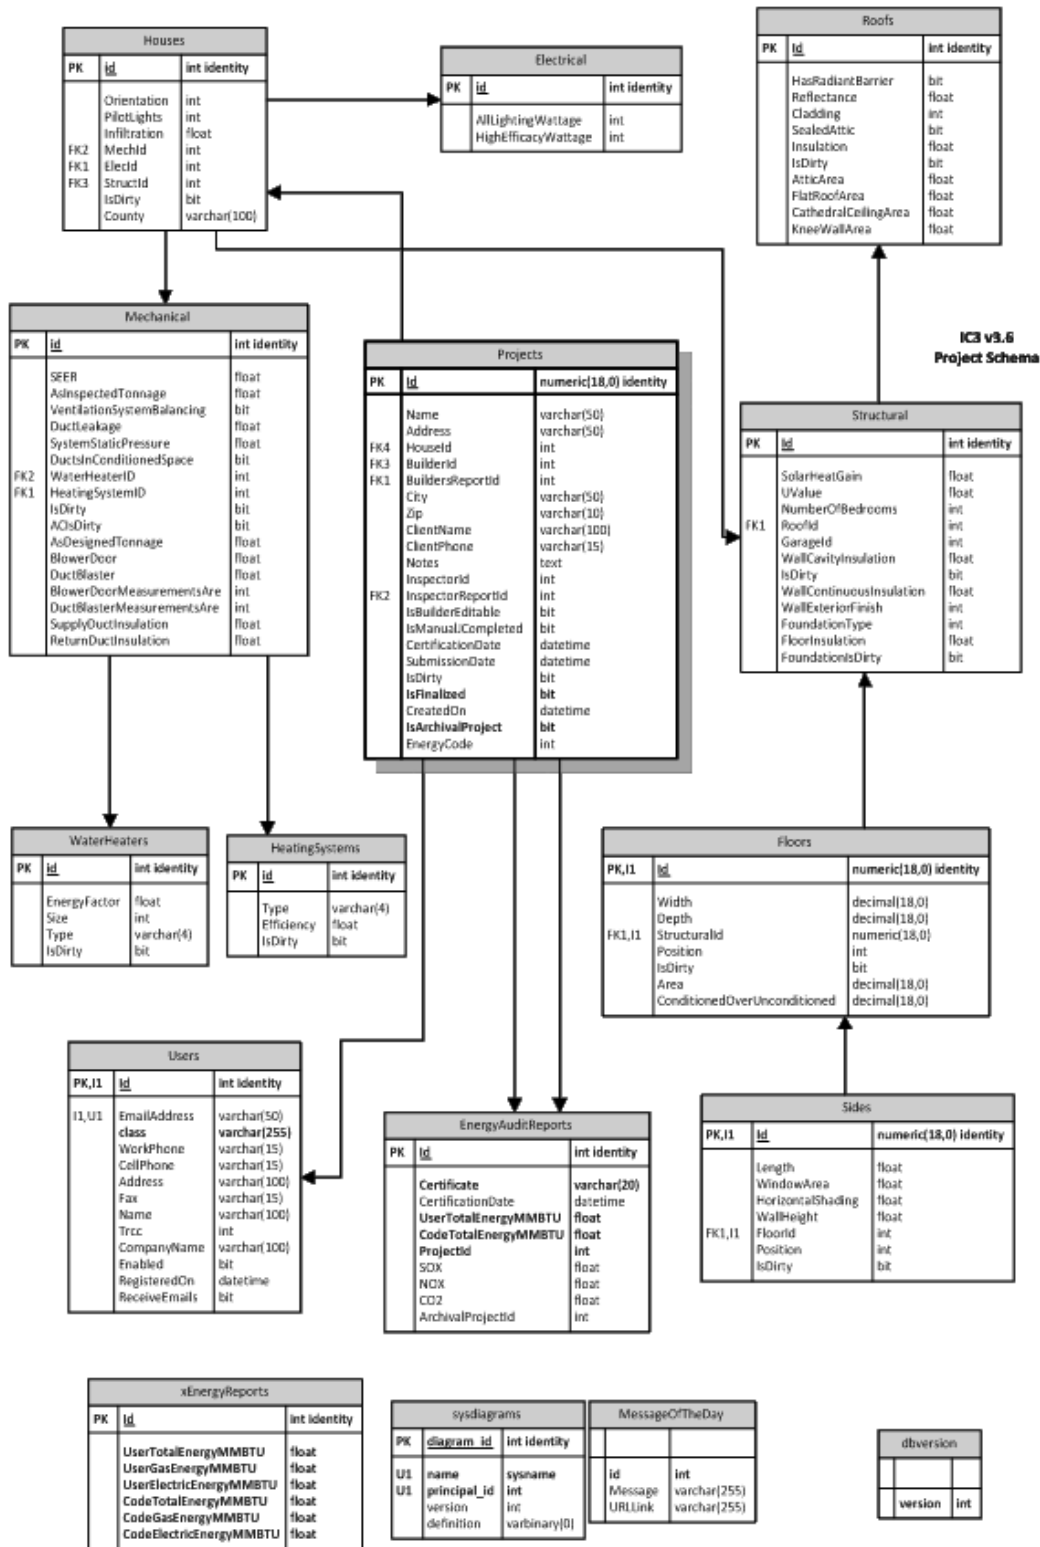 Houses
PK id int identity
Orientation int
PilotLights int
Infiltration float
FK2 MechId int
FK1 ElecId int
FK3 StructId int
IsDirty bit
County varchar(100)
Electrical
PK id int identity
AllLightingWattage int
HighEfficacyWattage int
Roofs
PK Id int identity
HasRadiantBarrier bit
Reflectance float
Cladding int
SealedAttic bit
Insulation float
IsDirty bit
AtticArea float
FlatRoofArea float
CathedralCeilingArea float
KneeWallArea float
IC3 v3.6
Project Schema
Mechanical
PK id int identity
SEER float
AsInspectedTonnage float
VentilationSystemBalancing bit
DuctLeakage float
SystemStaticPressure float
DuctsInConditionedSpace bit
FK2 WaterHeaterID int
FK1 HeatingSystemID int
IsDirty bit
ACIsDirty bit
AsDesignedTonnage float
BlowerDoor float
DuctBlaster float
BlowerDoorMeasurementsAre int
DuctBlasterMeasurementsAre int
SupplyDuctInsulation float
ReturnDuctInsulation float
Projects
PK Id numeric(18,0) identity
Name varchar(50)
Address varchar(50)
FK4 HouseId int
FK3 BuilderId int
FK1 BuildersReportId int
City varchar(50)
Zip varchar(10)
ClientName varchar(100)
ClientPhone varchar(15)
Notes text
InspectorId int
FK2 InspectorReportId int
IsBuilderEditable bit
IsManualJCompleted bit
CertificationDate datetime
SubmissionDate datetime
IsDirty bit
IsFinalized bit
CreatedOn datetime
IsArchivalProject bit
EnergyCode int
Structural
PK Id int identity
SolarHeatGain float
UValue float
NumberOfBedrooms int
FK1 RoofId int
GarageId int
WallCavityInsulation float
IsDirty bit
WallContinuousInsulation float
WallExteriorFinish int
FoundationType int
FloorInsulation float
FoundationIsDirty bit
WaterHeaters
PK id int identity
EnergyFactor float
Size int
Type varchar(4)
IsDirty bit
HeatingSystems
PK id int identity
Type varchar(4)
Efficiency float
IsDirty bit
Floors
PK,I1 Id numeric(18,0) identity
Width decimal(18,0)
Depth decimal(18,0)
FK1,I1 StructuralId numeric(18,0)
Position int
IsDirty bit
Area decimal(18,0)
ConditionedOverUnconditioned decimal(18,0)
Users
PK,I1 Id int identity
I1,U1 EmailAddress varchar(50)
class varchar(255)
WorkPhone varchar(15)
CellPhone varchar(15)
Address varchar(100)
Fax varchar(15)
Name varchar(100)
Trcc int
CompanyName varchar(100)
Enabled bit
RegisteredOn datetime
ReceiveEmails bit
EnergyAuditReports
PK Id int identity
Certificate varchar(20)
CertificationDate datetime
UserTotalEnergyMMBTU float
CodeTotalEnergyMMBTU float
ProjectId int
SOX float
NOX float
CO2 float
ArchivalProjectId int
Sides
PK,I1 Id numeric(18,0) identity
Length float
WindowArea float
HorizontalShading float
WallHeight float
FK1,I1 FloorId int
Position int
IsDirty bit
xEnergyReports
PK Id int identity
UserTotalEnergyMMBTU float
UserGasEnergyMMBTU float
UserElectricEnergyMMBTU float
CodeTotalEnergyMMBTU float
CodeGasEnergyMMBTU float
CodeElectricEnergyMMBTU float
sysdiagrams
PK diagram_id int identity
U1 name sysname
U1 principal_id int
version int
definition varbinary(0)
MessageOfTheDay
id int
Message varchar(255)
URLLink varchar(255)
dbversion
version int